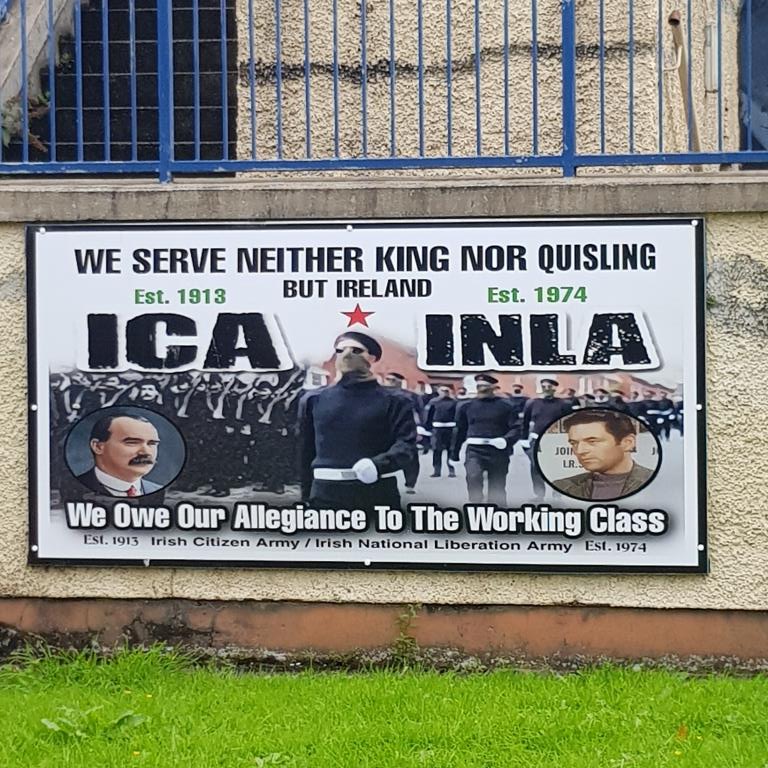 WE SERVE NEITHER KING NOR QUISLING
BUT IRELAND
Est. 1913
Est. 1974
ICA
INLA
JOIN
I.R.S.
We Owe Our Allegiance To The Working Class
Est. 1913 Irish Citizen Army / Irish National Liberation Army Est. 1974